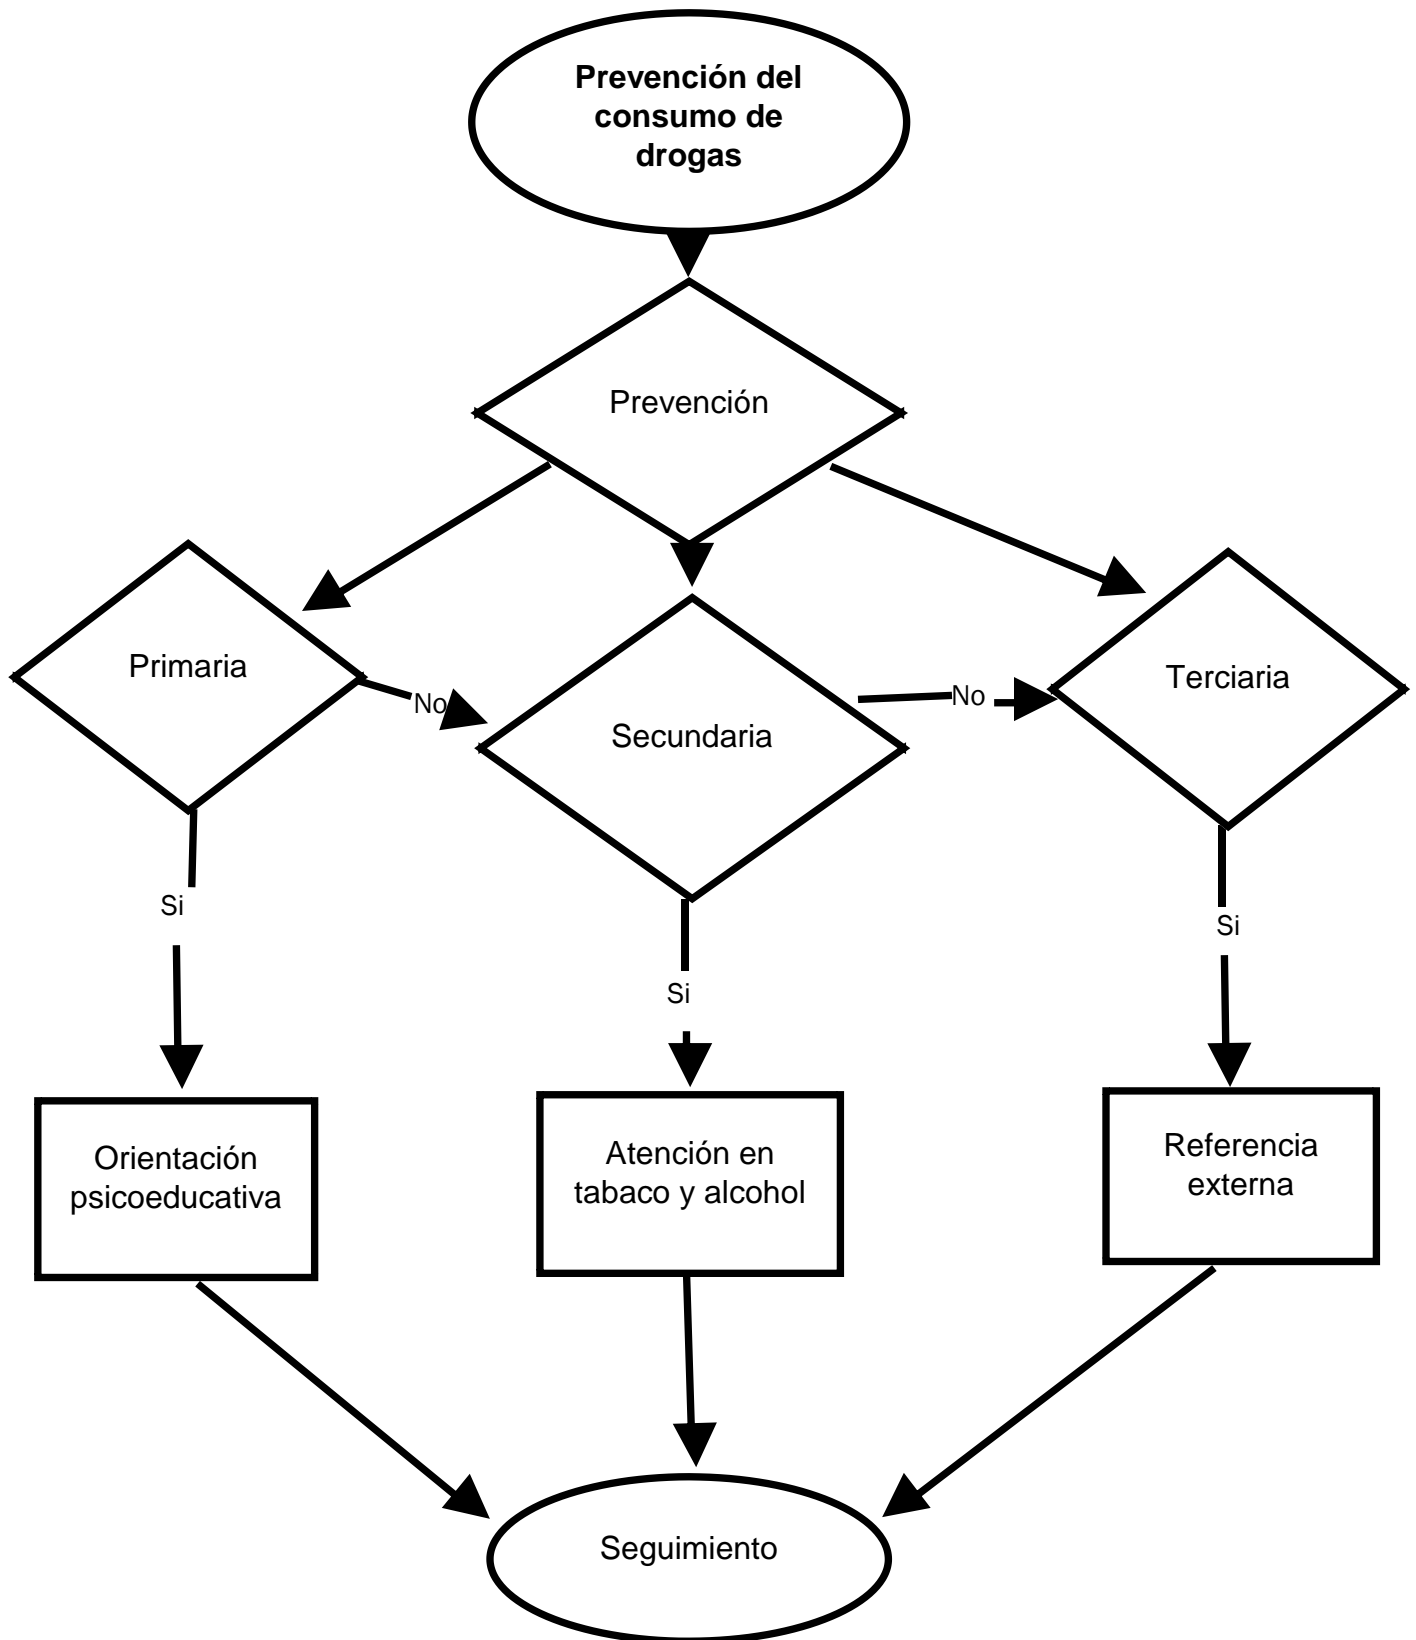 Prevención del
consumo de
drogas
Prevención
Primaria
No
Secundaria
No
Terciaria
Si
Si
Si
Orientación
psicoeducativa
Atención en
tabaco y alcohol
Referencia
externa
Seguimiento